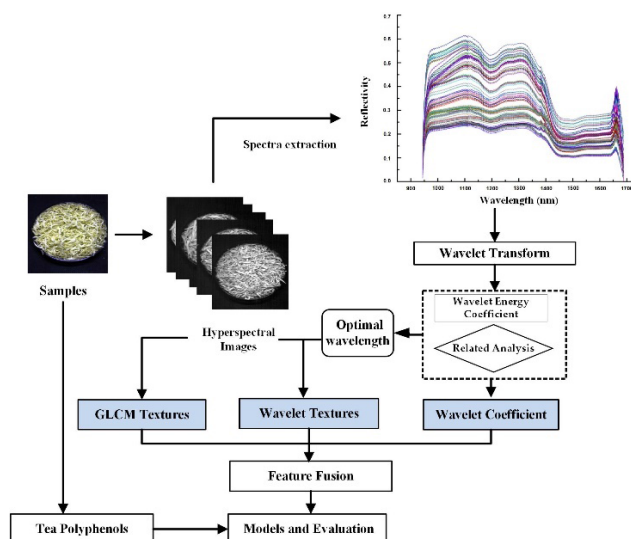 0.7
0.6
0.5
0.4
0.3
0.2
0.1
0.0
Reflectivity
900 1000 1100 1200 1300 1400 1500 1600 1700
Wavelength (nm)
Spectra extraction
Samples
Hyperspectral
Images
Wavelet Transform
Wavelet Energy
Coefficient
Related Analysis
Optimal
wavelength
GLCM Textures
Wavelet Textures
Wavelet Coefficient
Feature Fusion
Tea Polyphenols
Models and Evaluation